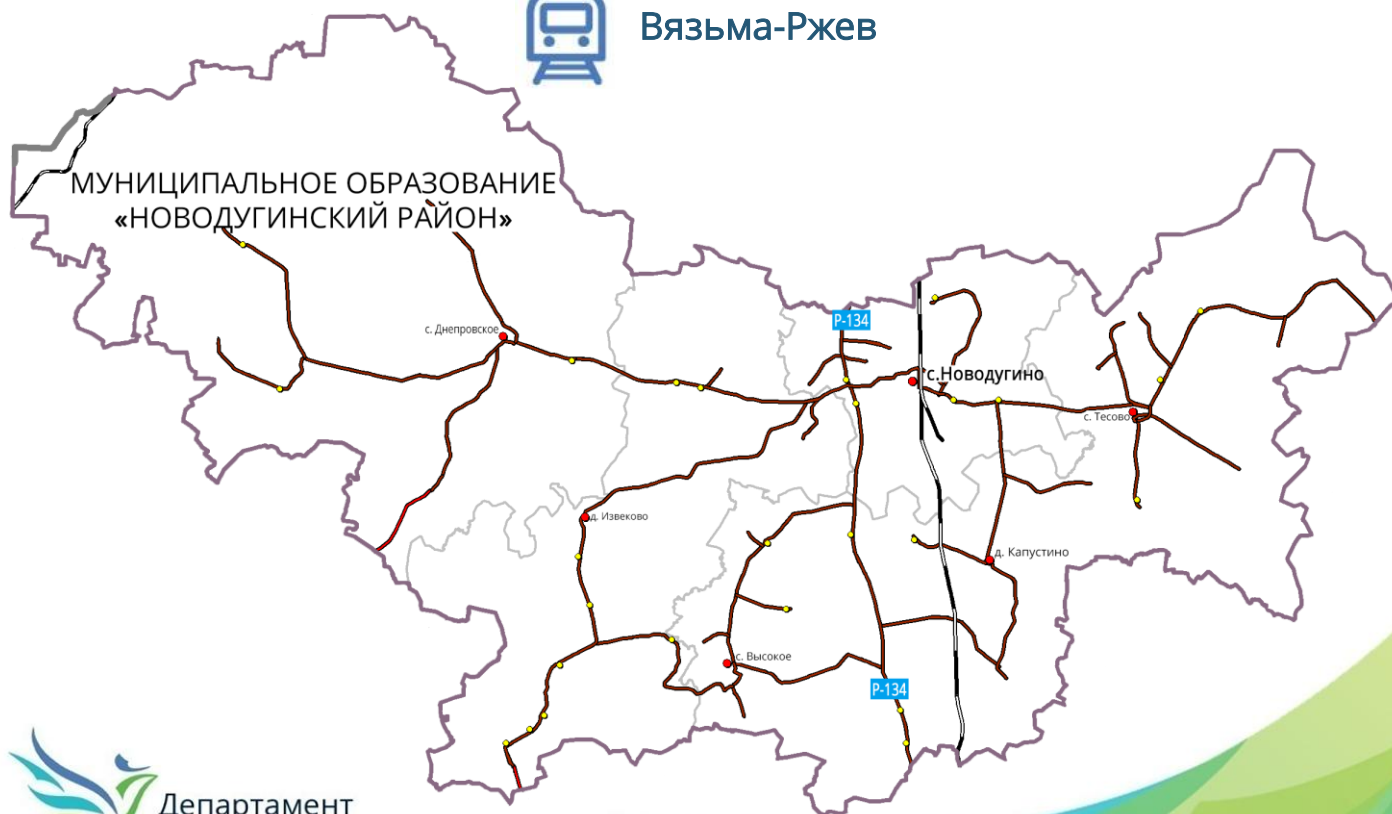 Вязьма-Ржев
МУНИЦИПАЛЬНОЕ ОБРАЗОВАНИЕ
«НОВОДУГИНСКИЙ РАЙОН»
с. Днепровское
Р-134
с.Новодугино
с. Тесово
д. Извеково
д. Капустино
с. Высокое
Р-134
Департамент